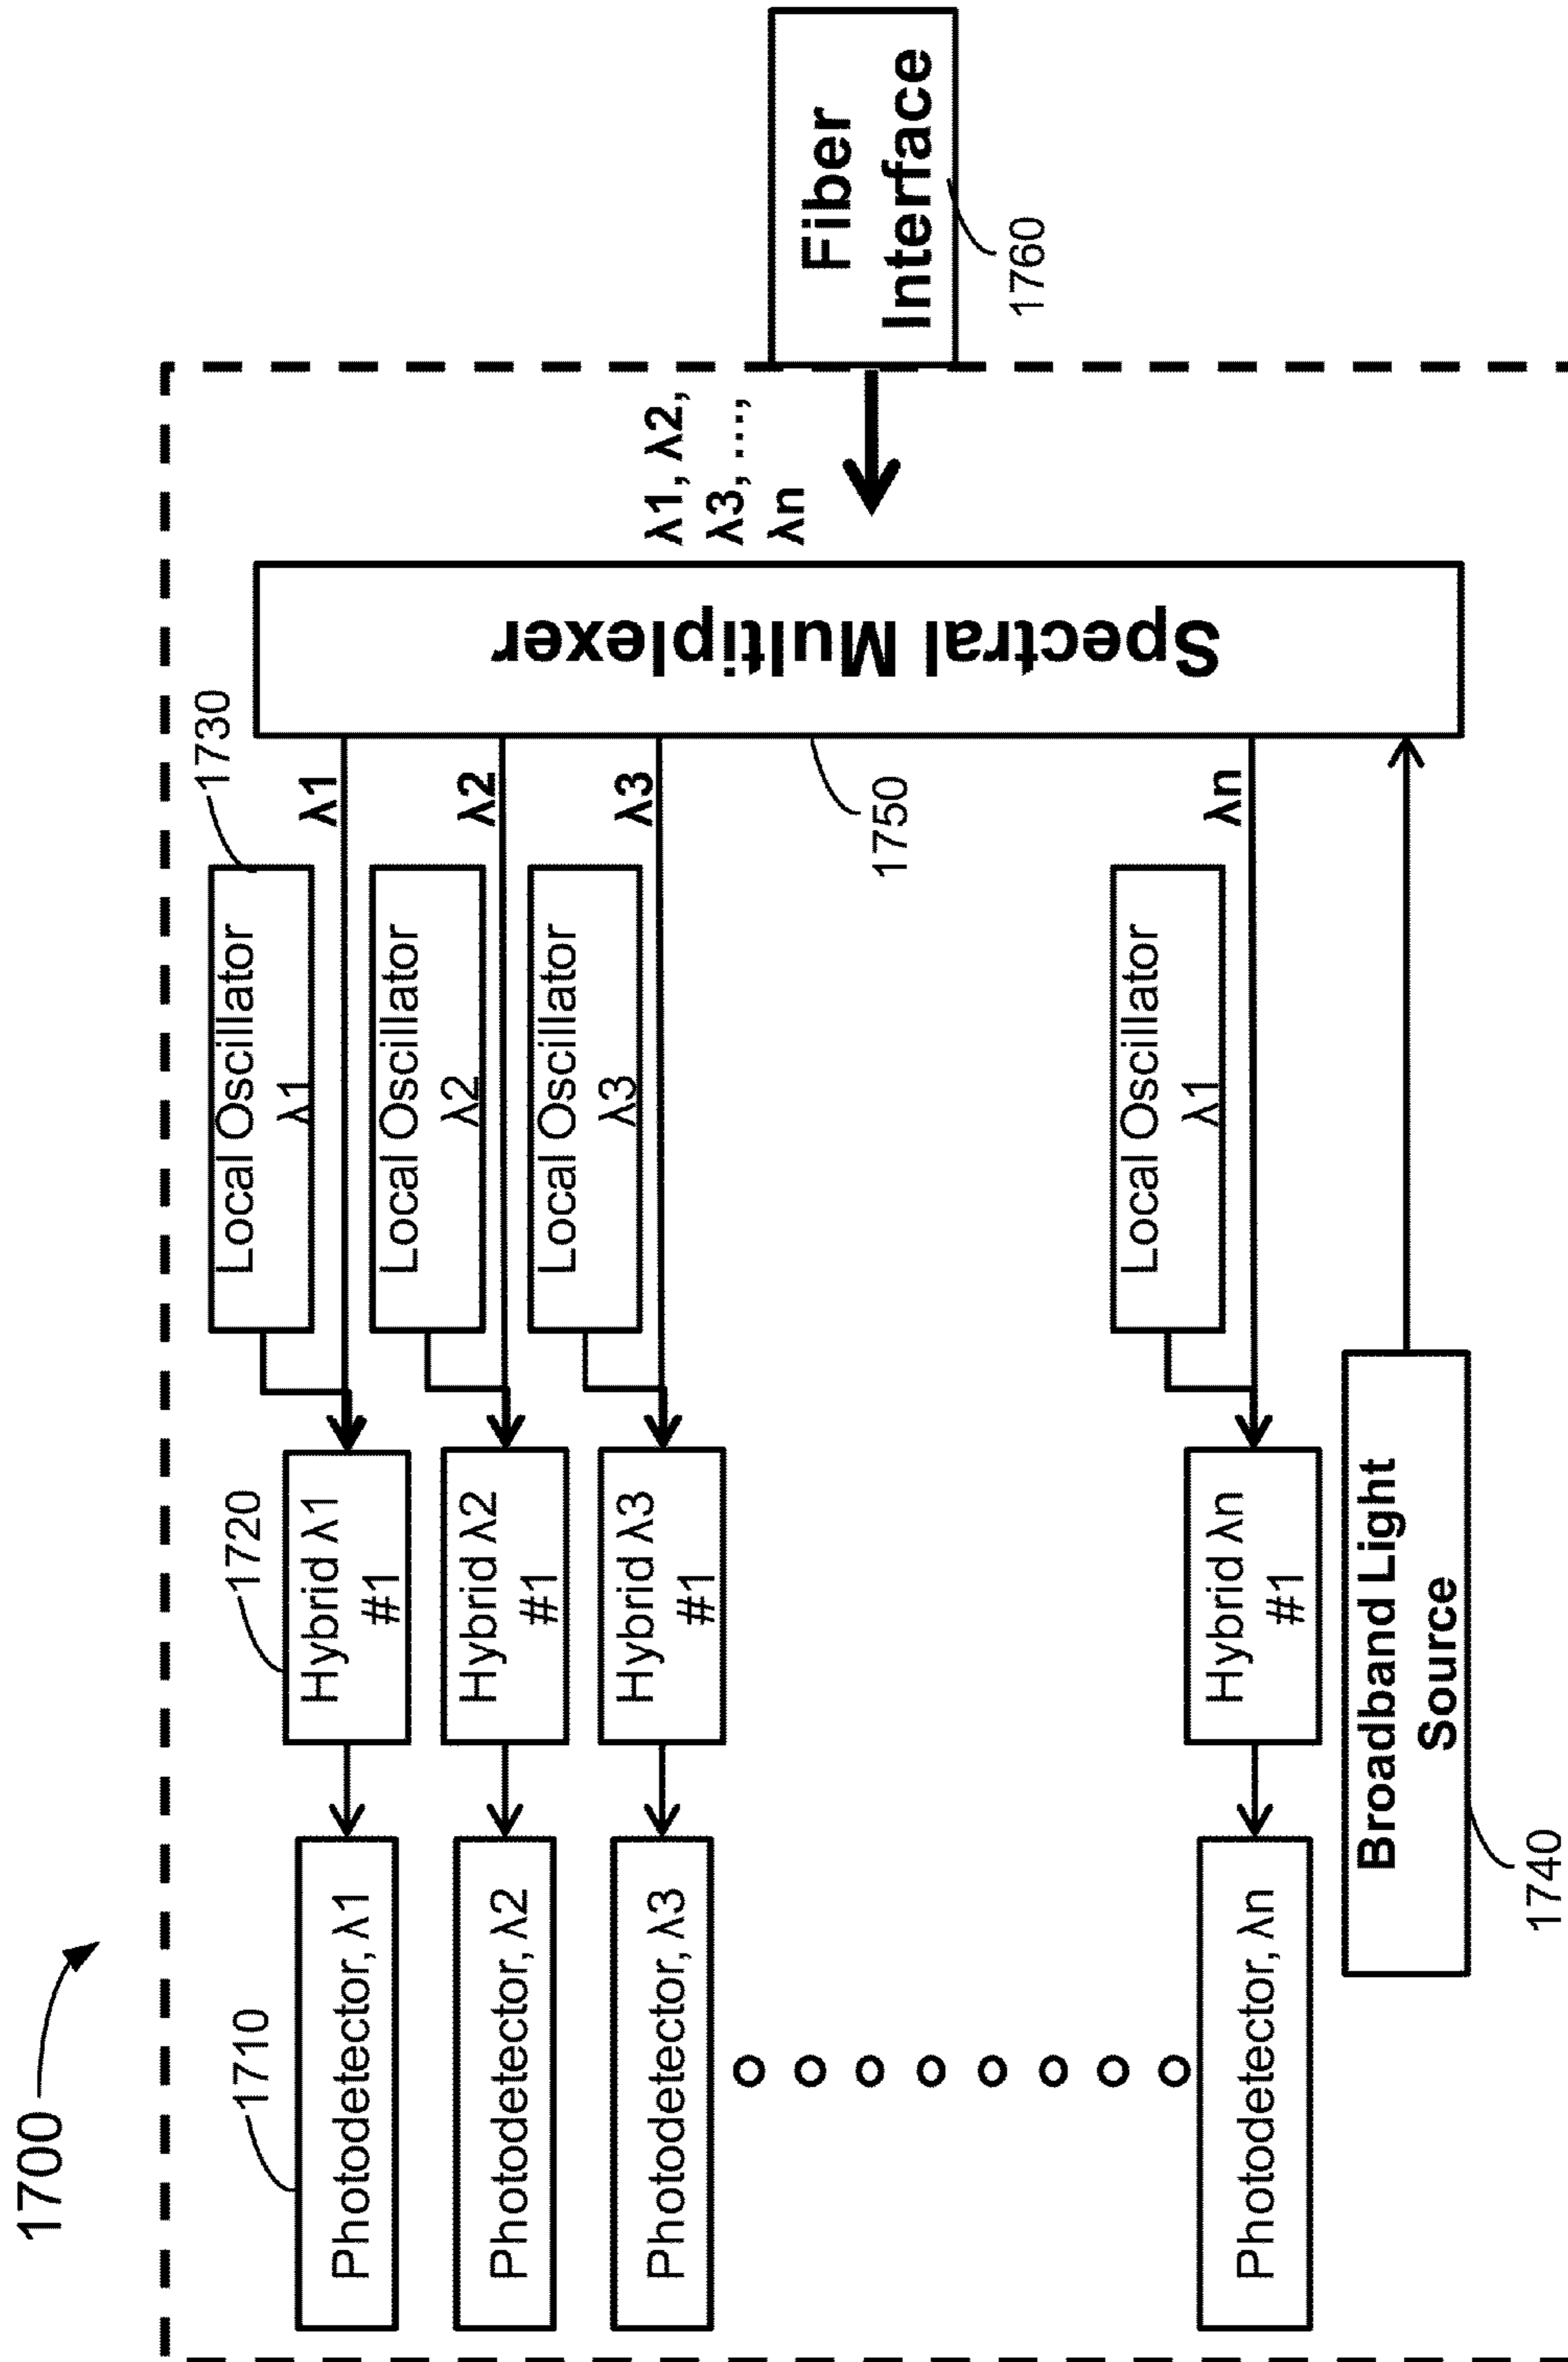 1700
1710
Photodetector, λ1
1720
Hybrid λ1
#1
1730
Local Oscillator
λ1
λ1
Photodetector, λ2
Hybrid λ2
#1
Local Oscillator
λ2
λ2
Photodetector, λ3
Hybrid λ3
#1
Local Oscillator
λ3
λ3
Photodetector, λn
Hybrid λn
#1
Local Oscillator
λ1
λn
Broadband Light
Source
1740
Spectral Multiplexer
1750
λ1, λ2,
λ3, ...,
λn
Fiber
Interface
1760